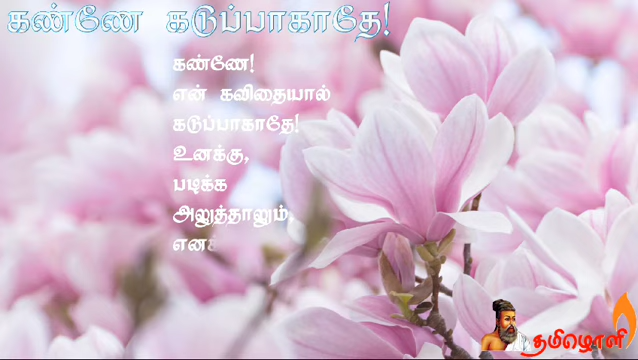 கண்ணே கடுப்பாகாதே!
கண்ணே!
என் கவிதையால்
கடுப்பாகாதே!
உனக்கு,
படிக்க
அலுத்தாலும்,
தமிழொளி